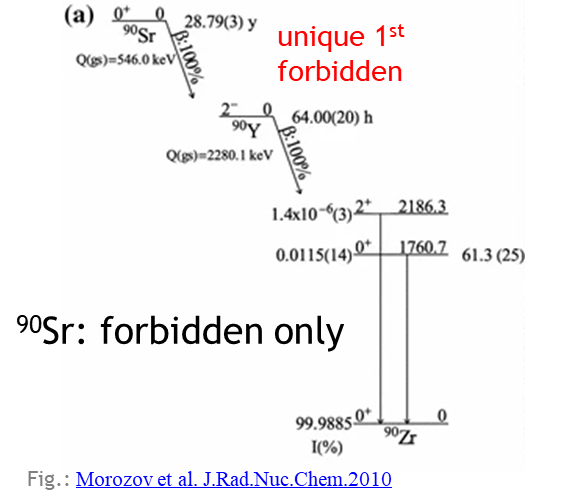 (a) 0⁺ 0 28.79(3) y
⁹⁰Sr
Q(gs)=546.0 keV
β:100%
unique 1st
forbidden
2⁻ 0 64.00(20) h
⁹⁰Y
Q(gs)=2280.1 keV
β:100%
1.4x10⁻⁶(3) 2⁺ 2186.3
0.0115(14) 0⁺ 1760.7 61.3 (25)
⁹⁰Sr: forbidden only
99.9885 0⁺ 0
I(%) ⁹⁰Zr
Fig.: Morozov et al. J.Rad.Nuc.Chem.2010